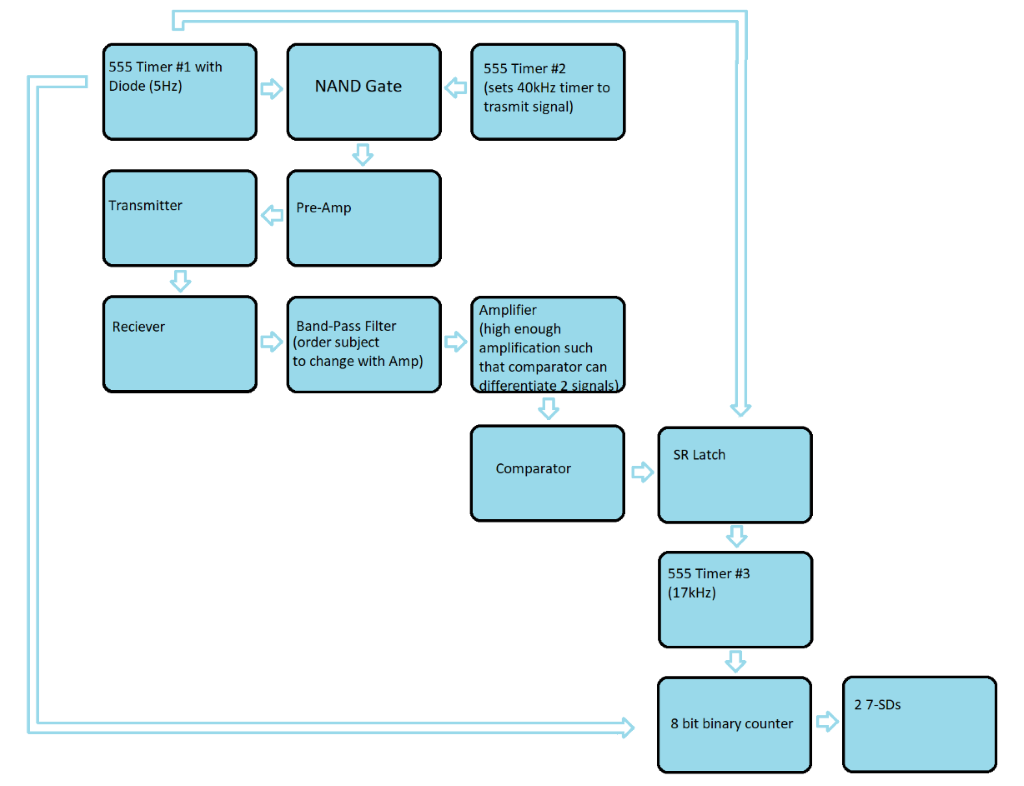 555 Timer #1 with
Diode (5Hz)
NAND Gate
555 Timer #2
(sets 40kHz timer to
trasmit signal)
Transmitter
Pre-Amp
Reciever
Band-Pass Filter
(order subject
to change with Amp)
Amplifier
(high enough
amplification such
that comparator can
differentiate 2 signals)
Comparator
SR Latch
555 Timer #3
(17kHz)
8 bit binary counter
2 7-SDs